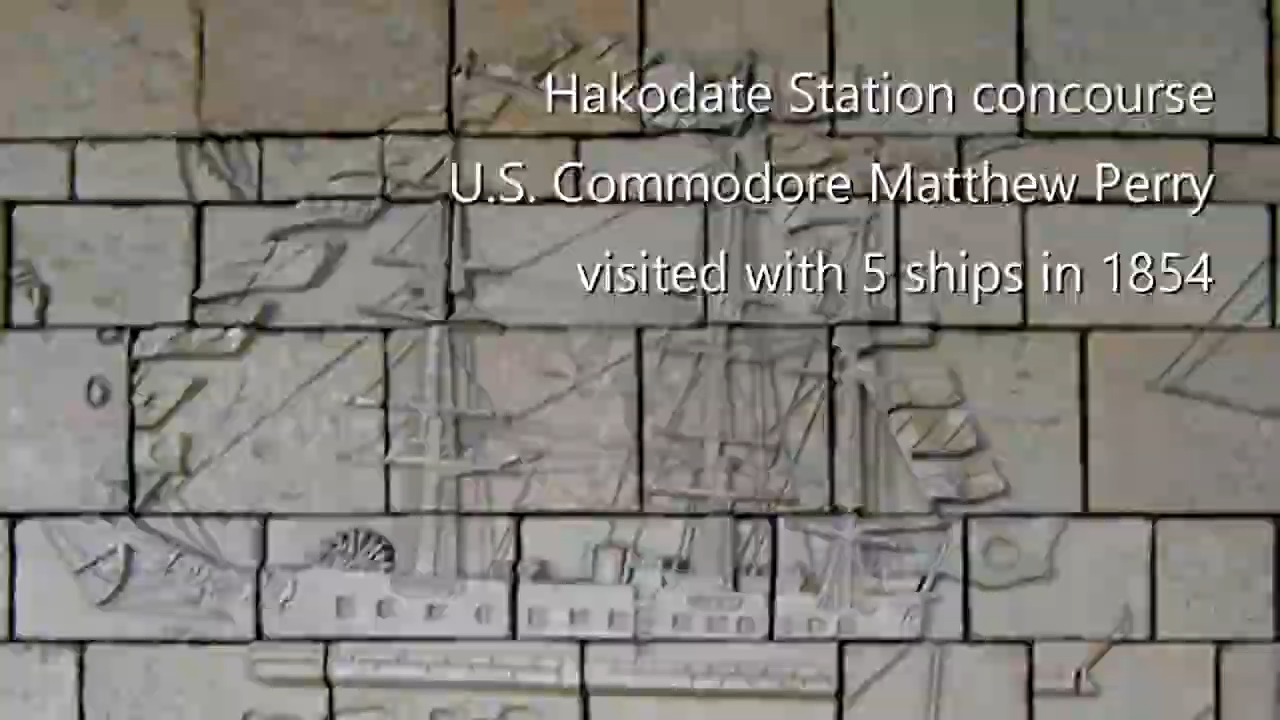 Hakodate Station concourse
U.S. Commodore Matthew Perry
visited with 5 ships in 1854